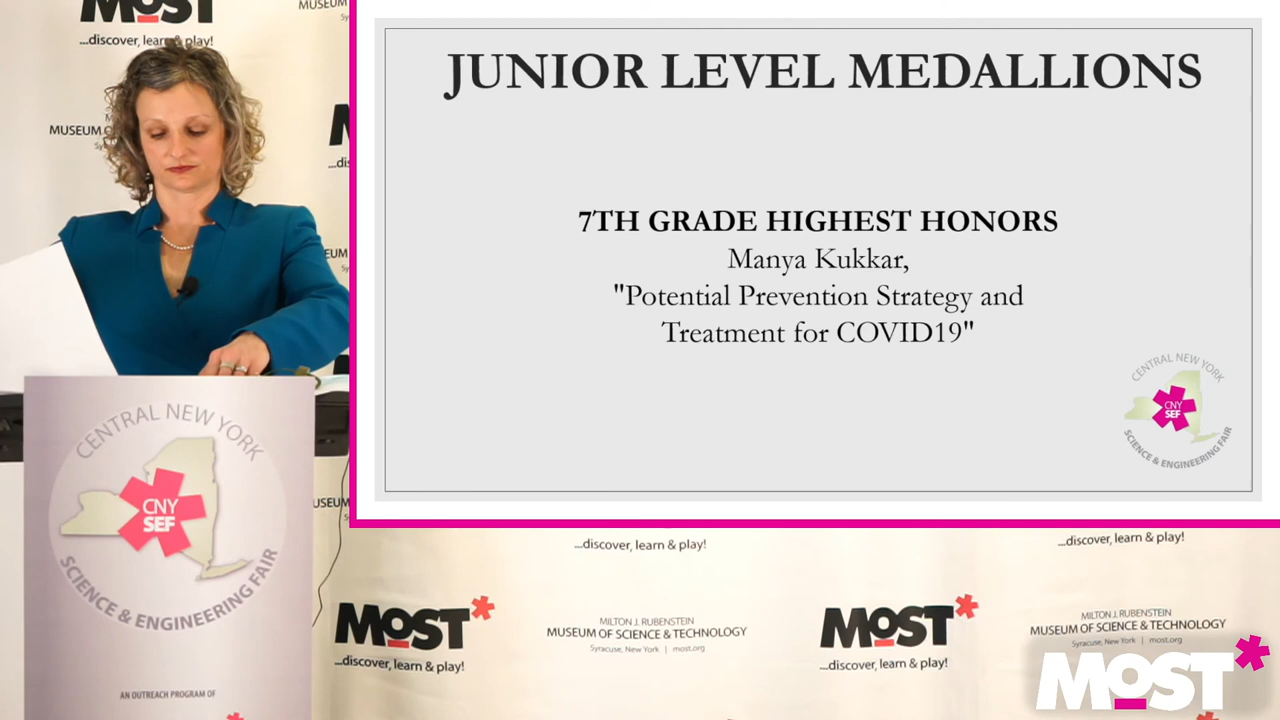 MOST
...discover, learn & play!
MUSEUM
MUSEUM O
JUNIOR LEVEL MEDALLIONS
7TH GRADE HIGHEST HONORS
Manya Kukkar,
"Potential Prevention Strategy and
Treatment for COVID19"
CENTRAL NEW YORK
CNY
SEF
SCIENCE & ENGINEERING FAIR
CENTRAL NEW YORK
CNY
SEF
SCIENCE & ENGINEERING FAIR
AN OUTREACH PROGRAM OF
...discover, learn & play!
...discover, learn & play!
MOST
...discover, learn & play!
MILTON J. RUBENSTEIN
MUSEUM OF SCIENCE & TECHNOLOGY
Syracuse, New York | most.org
MOST
...discover, learn & play!
MILTON J. RUBENSTEIN
MUSEUM OF SCIENCE & TECHNOLOGY
Syracuse, New York | most.org
MOST